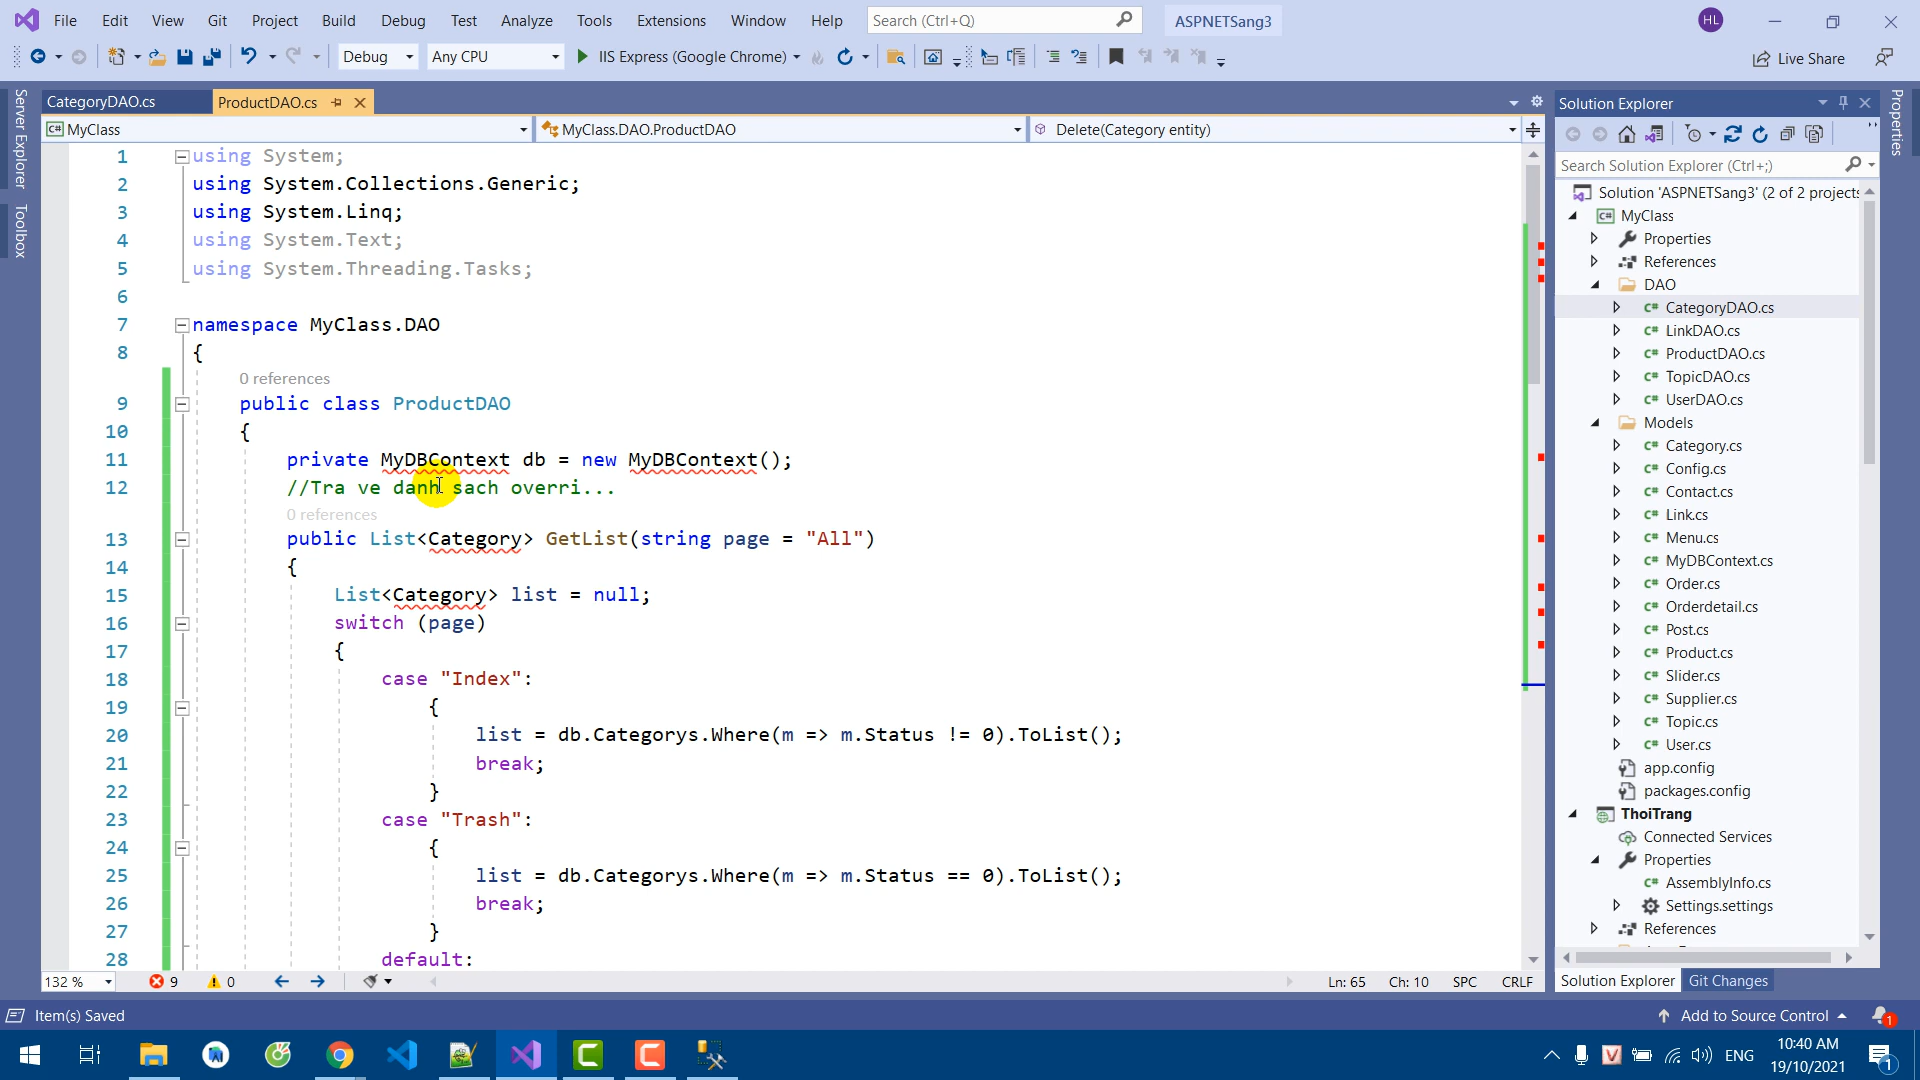 File Edit View Git Project Build Debug Test Analyze Tools Extensions Window Help Search (Ctrl+Q) ASPNETSang3 HL
Debug Any CPU IIS Express (Google Chrome) Live Share
Server Explorer
Toolbox
CategoryDAO.cs ProductDAO.cs
MyClass MyClass.DAO.ProductDAO Delete(Category entity)
1 using System;
2 using System.Collections.Generic;
3 using System.Linq;
4 using System.Text;
5 using System.Threading.Tasks;
6
7 namespace MyClass.DAO
8 {
0 references
9 public class ProductDAO
10 {
11 private MyDBContext db = new MyDBContext();
12 //Tra ve danh sach overri...
0 references
13 public List<Category> GetList(string page = "All")
14 {
15 List<Category> list = null;
16 switch (page)
17 {
18 case "Index":
19 {
20 list = db.Categorys.Where(m => m.Status != 0).ToList();
21 break;
22 }
23 case "Trash":
24 {
25 list = db.Categorys.Where(m => m.Status == 0).ToList();
26 break;
27 }
28 default:
132 % 9 0 Ln: 65 Ch: 10 SPC CRLF
Solution Explorer
Search Solution Explorer (Ctrl+;)
Solution 'ASPNETSang3' (2 of 2 projects
MyClass
Properties
References
DAO
CategoryDAO.cs
LinkDAO.cs
ProductDAO.cs
TopicDAO.cs
UserDAO.cs
Models
Category.cs
Config.cs
Contact.cs
Link.cs
Menu.cs
MyDBContext.cs
Order.cs
Orderdetail.cs
Post.cs
Product.cs
Slider.cs
Supplier.cs
Topic.cs
User.cs
app.config
packages.config
ThoiTrang
Connected Services
Properties
AssemblyInfo.cs
Settings.settings
References
Solution Explorer Git Changes
Properties
Item(s) Saved Add to Source Control 1
ENG 10:40 AM
19/10/2021 1